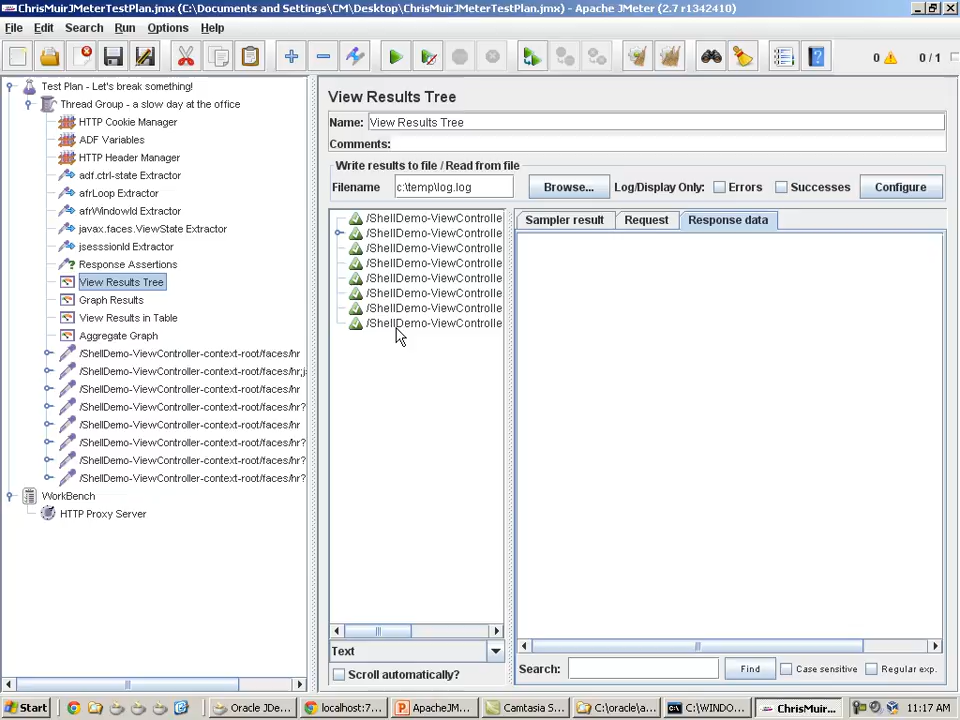 ChrisMuirJMeterTestPlan.jmx (C:\Documents and Settings\CM\Desktop\ChrisMuirJMeterTestPlan.jmx) - Apache JMeter (2.7 r1342410)
File Edit Search Run Options Help
0 0 / 1
Test Plan - Let's break something!
Thread Group - a slow day at the office
HTTP Cookie Manager
ADF Variables
HTTP Header Manager
adf.ctrl-state Extractor
afrLoop Extractor
afrWindowId Extractor
javax.faces.ViewState Extractor
jsesssionId Extractor
Response Assertions
View Results Tree
Graph Results
View Results in Table
Aggregate Graph
/ShellDemo-ViewController-context-root/faces/hr
/ShellDemo-ViewController-context-root/faces/hr;j
/ShellDemo-ViewController-context-root/faces/hr
/ShellDemo-ViewController-context-root/faces/hr?
/ShellDemo-ViewController-context-root/faces/hr
/ShellDemo-ViewController-context-root/faces/hr?
/ShellDemo-ViewController-context-root/faces/hr?
/ShellDemo-ViewController-context-root/faces/hr?
WorkBench
HTTP Proxy Server
View Results Tree
Name: View Results Tree
Comments:
Write results to file / Read from file
Filename c:\temp\log.log Browse... Log/Display Only: Errors Successes Configure
/ShellDemo-ViewControlle
/ShellDemo-ViewControlle
/ShellDemo-ViewControlle
/ShellDemo-ViewControlle
/ShellDemo-ViewControlle
/ShellDemo-ViewControlle
/ShellDemo-ViewControlle
/ShellDemo-ViewControlle
Text
Scroll automatically?
Sampler result Request Response data
Search: Find Case sensitive Regular exp.
Start Oracle JDe... localhost:7... ApacheJM... Camtasia S... C:\oracle\a... C:\WINDO... ChrisMuir... 11:17 AM